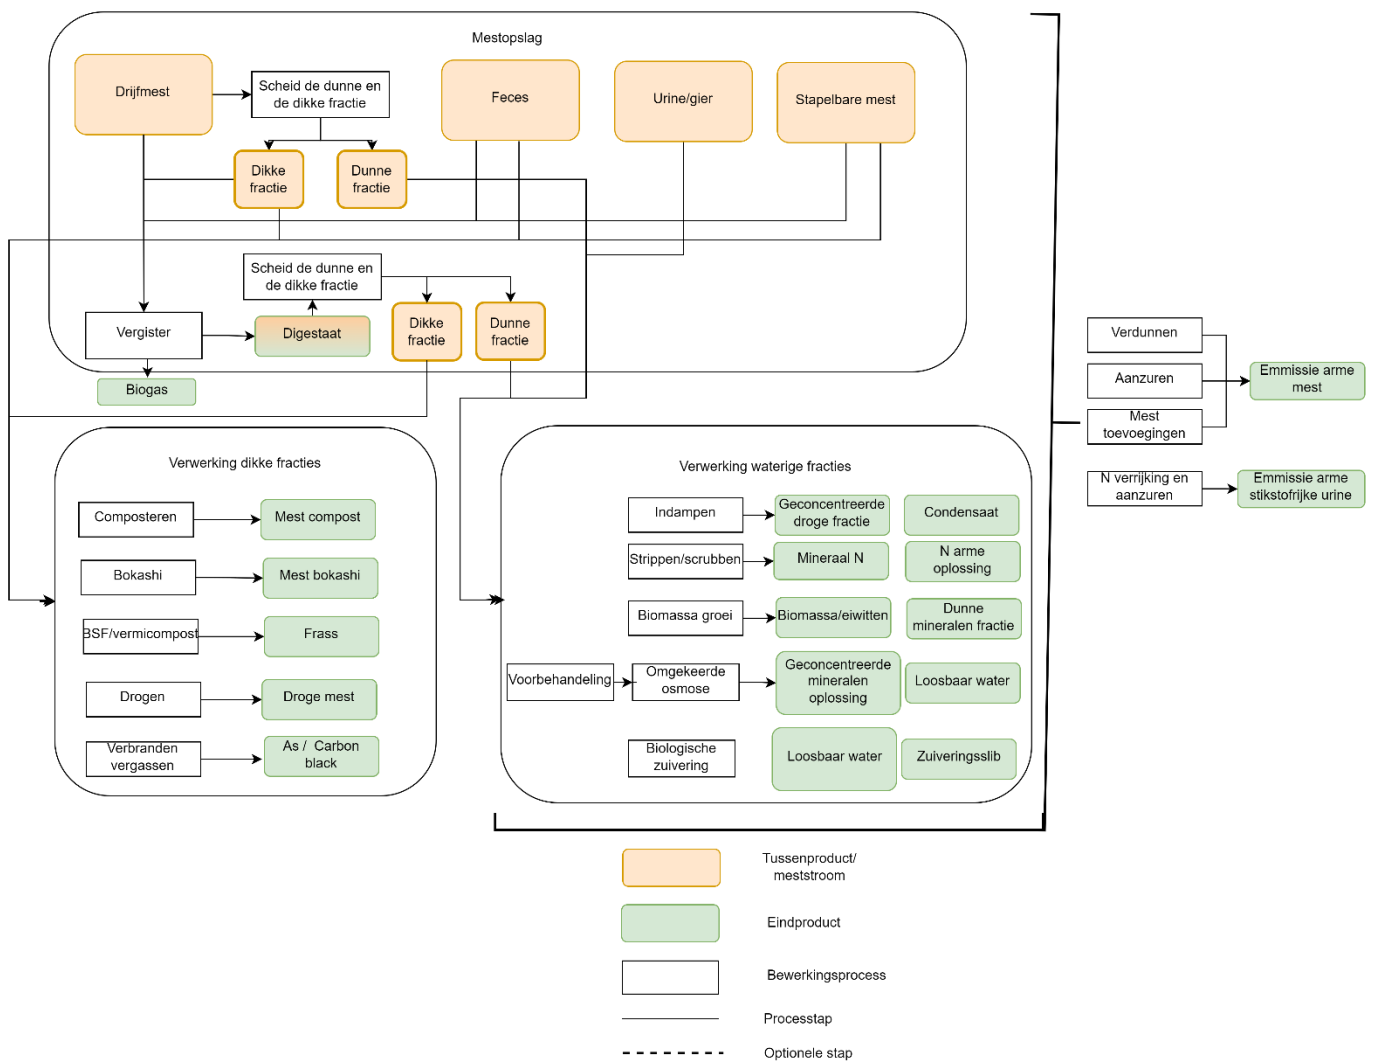 Mestopslag
Drijfmest
Scheid de dunne en
de dikke fractie
Feces
Urine/gier
Stapelbare mest
Dikke
fractie
Dunne
fractie
Scheid de dunne en
de dikke fractie
Vergister
Digestaat
Dikke
fractie
Dunne
fractie
Biogas
Verdunnen
Aanzuren
Mest
toevoegingen
Emmissie arme
mest
N verrijking en
aanzuren
Emmissie arme
stikstofrijke urine
Verwerking dikke fracties
Composteren
Mest compost
Bokashi
Mest bokashi
BSF/vermicompost
Frass
Drogen
Droge mest
Verbranden
vergassen
As / Carbon
black
Verwerking waterige fracties
Indampen
Geconcentreerde
droge fractie
Condensaat
Strippen/scrubben
Mineraal N
N arme
oplossing
Biomassa groei
Biomassa/eiwitten
Dunne
mineralen fractie
Voorbehandeling
Omgekeerde
osmose
Geconcentreerde
mineralen
oplossing
Loosbaar water
Biologische
zuivering
Loosbaar water
Zuiveringsslib
Tussenproduct/
meststroom
Eindproduct
Bewerkingsprocess
Processtap
Optionele stap